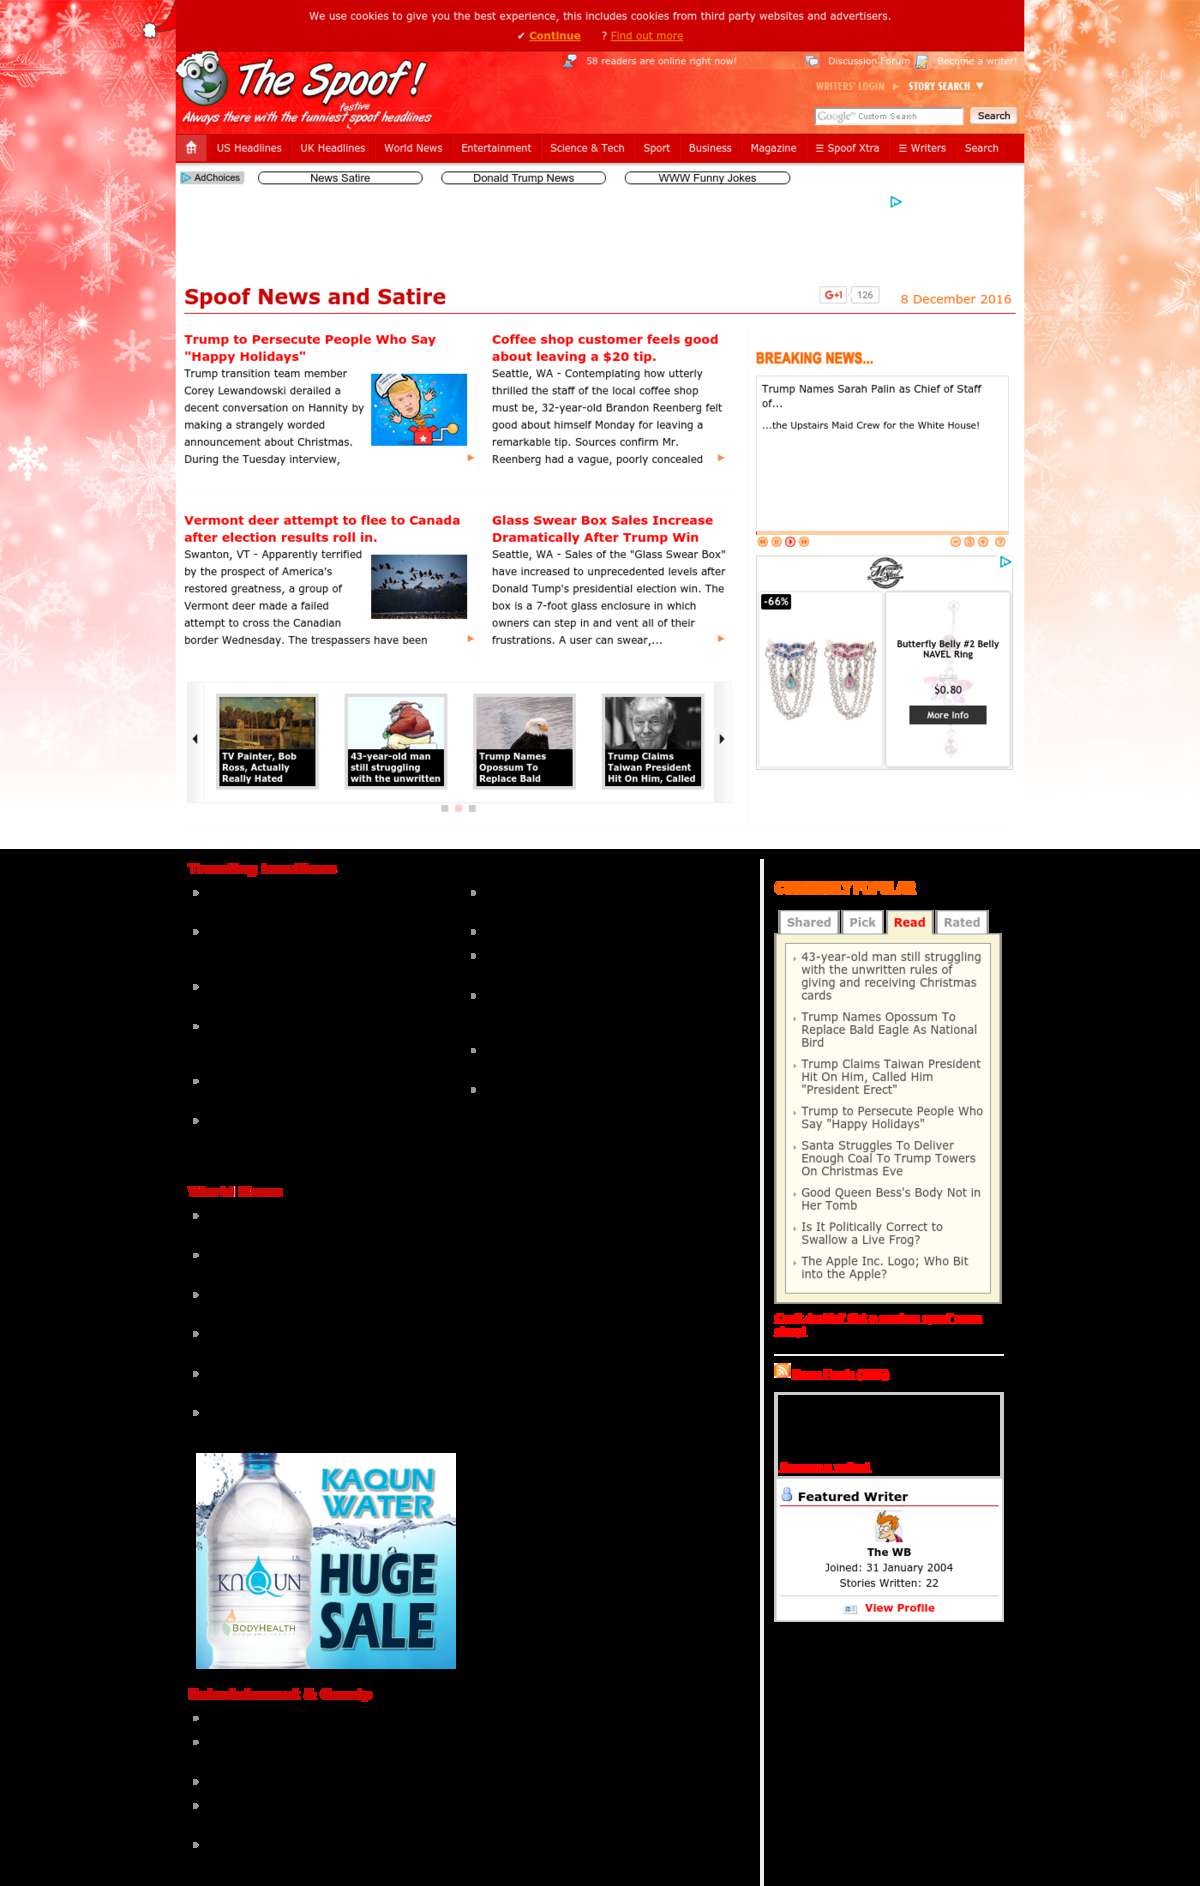 We use cookies to give you the best experience, this includes cookies from third party websites and advertisers.
✔ Continue ? Find out more
The Spoof!
festive
Always there with the funniest spoof headlines
58 readers are online right now!
Discussion Forum
Become a writer!
WRITERS' LOGIN
STORY SEARCH ▼
Google™ Custom Search
Search
US Headlines
UK Headlines
World News
Entertainment
Science & Tech
Sport
Business
Magazine
☰ Spoof Xtra
☰ Writers
Search
AdChoices
News Satire
Donald Trump News
WWW Funny Jokes
Spoof News and Satire
G+1 126
8 December 2016
Trump to Persecute People Who Say
"Happy Holidays"
Trump transition team member
Corey Lewandowski derailed a
decent conversation on Hannity by
making a strangely worded
announcement about Christmas.
During the Tuesday interview,
Coffee shop customer feels good
about leaving a $20 tip.
Seattle, WA - Contemplating how utterly
thrilled the staff of the local coffee shop
must be, 32-year-old Brandon Reenberg felt
good about himself Monday for leaving a
remarkable tip. Sources confirm Mr.
Reenberg had a vague, poorly concealed
Vermont deer attempt to flee to Canada
after election results roll in.
Swanton, VT - Apparently terrified
by the prospect of America's
restored greatness, a group of
Vermont deer made a failed
attempt to cross the Canadian
border Wednesday. The trespassers have been
Glass Swear Box Sales Increase
Dramatically After Trump Win
Seattle, WA - Sales of the "Glass Swear Box"
have increased to unprecedented levels after
Donald Tump's presidential election win. The
box is a 7-foot glass enclosure in which
owners can step in and vent all of their
frustrations. A user can swear,...
TV Painter, Bob
Ross, Actually
Really Hated
43-year-old man
still struggling
with the unwritten
Trump Names
Opossum To
Replace Bald
Trump Claims
Taiwan President
Hit On Him, Called
BREAKING NEWS...
Trump Names Sarah Palin as Chief of Staff
of...
...the Upstairs Maid Crew for the White House!
-66%
Butterfly Belly #2 Belly
NAVEL Ring
$0.80
More Info
Trending headlines
World News
KAQUN
WATER
HUGE
SALE
KAQUN
BODYHEALTH
Entertainment & Gossip
CURRENTLY POPULAR
Shared
Pick
Read
Rated
43-year-old man still struggling
with the unwritten rules of
giving and receiving Christmas
cards
Trump Names Opossum To
Replace Bald Eagle As National
Bird
Trump Claims Taiwan President
Hit On Him, Called Him
"President Erect"
Trump to Persecute People Who
Say "Happy Holidays"
Santa Struggles To Deliver
Enough Coal To Trump Towers
On Christmas Eve
Good Queen Bess's Body Not in
Her Tomb
Is It Politically Correct to
Swallow a Live Frog?
The Apple Inc. Logo; Who Bit
into the Apple?
Featured Writer
The WB
Joined: 31 January 2004
Stories Written: 22
View Profile